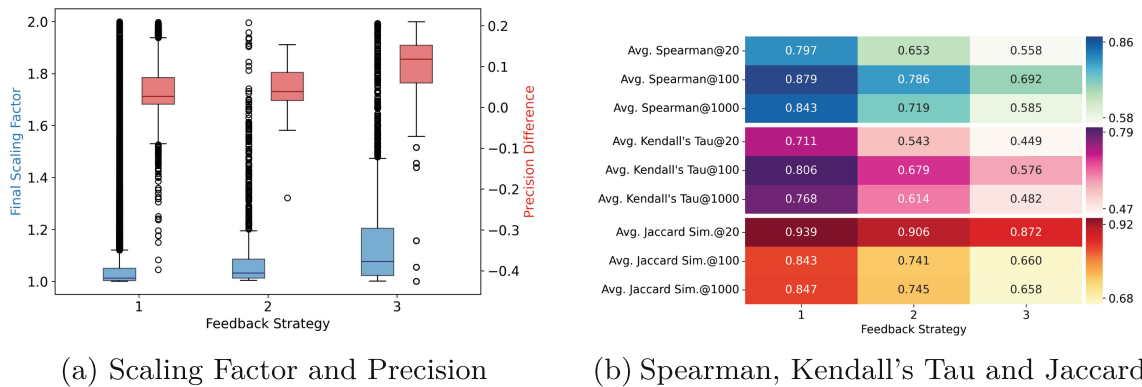 2.0
1.8
1.6
1.4
1.2
1.0
Final Scaling Factor
0.2
0.1
0.0
−0.1
−0.2
−0.3
−0.4
Precision Difference
1 2 3
Feedback Strategy
(a) Scaling Factor and Precision
Avg. Spearman@20 0.797 0.653 0.558
Avg. Spearman@100 0.879 0.786 0.692
Avg. Spearman@1000 0.843 0.719 0.585
0.86
0.58
Avg. Kendall's Tau@20 0.711 0.543 0.449
Avg. Kendall's Tau@100 0.806 0.679 0.576
Avg. Kendall's Tau@1000 0.768 0.614 0.482
0.79
0.47
Avg. Jaccard Sim.@20 0.939 0.906 0.872
Avg. Jaccard Sim.@100 0.843 0.741 0.660
Avg. Jaccard Sim.@1000 0.847 0.745 0.658
0.92
0.68
1 2 3
Feedback Strategy
(b) Spearman, Kendall's Tau and Jaccard